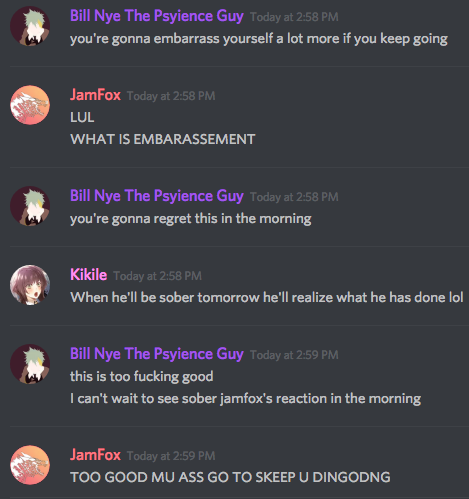 Bill Nye The Psyience Guy Today at 2:58 PM
you're gonna embarrass yourself a lot more if you keep going
JamFox Today at 2:58 PM
LUL
WHAT IS EMBARASSEMENT
Bill Nye The Psyience Guy Today at 2:58 PM
you're gonna regret this in the morning
Kikile Today at 2:58 PM
When he'll be sober tomorrow he'll realize what he has done lol
Bill Nye The Psyience Guy Today at 2:59 PM
this is too fucking good
I can't wait to see sober jamfox's reaction in the morning
JamFox Today at 2:59 PM
TOO GOOD MU ASS GO TO SKEEP U DINGODNG